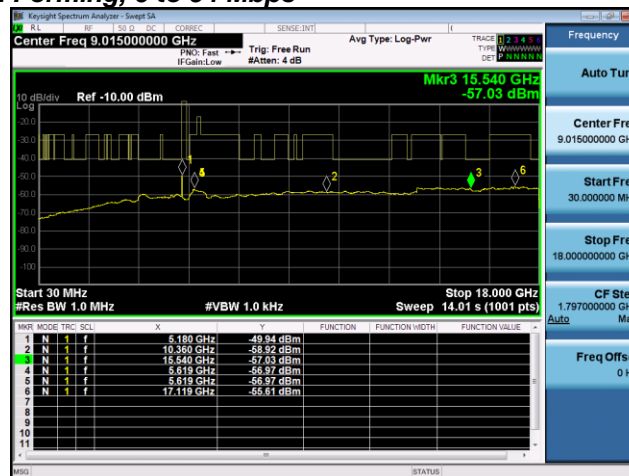 Forming, 6 to 54 Mbps
Keysight Spectrum Analyzer - Swept SA
RL RF 50 Ω DC CORREC SENSE:INT
Center Freq 9.015000000 GHz
PNO: Fast
IFGain:Low
Trig: Free Run
#Atten: 4 dB
Avg Type: Log-Pwr
TRACE 1 2 3 4 5 6
TYPE W
DET P N N N N N
Mkr3 15.540 GHz
-57.03 dBm
10 dB/div Ref -10.00 dBm
Log
-20.0
-30.0
-40.0
-50.0
-60.0
-70.0
-80.0
-90.0
-100
1
2
3
6
Start 30 MHz
Stop 18.000 GHz
#Res BW 1.0 MHz
#VBW 1.0 kHz
Sweep 14.01 s (1001 pts)
MKR MODE TRC SCL X Y FUNCTION FUNCTION WIDTH FUNCTION VALUE
1 N 1 f 5.180 GHz -49.94 dBm
2 N 1 f 10.360 GHz -58.92 dBm
3 N 1 f 15.540 GHz -57.03 dBm
4 N 1 f 5.619 GHz -56.97 dBm
5 N 1 f 5.619 GHz -56.97 dBm
6 N 1 f 17.119 GHz -55.61 dBm
7
8
9
10
11
MSG STATUS
Frequency
Auto Tun
Center Fre
9.015000000 GH
Start Fre
30.000000 MH
Stop Fre
18.000000000 GH
CF Ste
1.797000000 GH
Auto Ma
Freq Offs
0 H